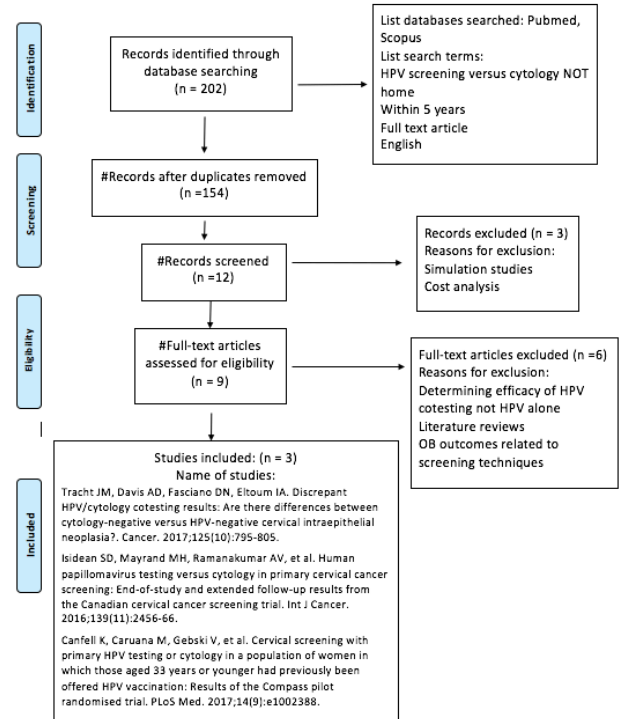 Identification
Records identified through
database searching
(n = 202)
List databases searched: Pubmed,
Scopus
List search terms:
HPV screening versus cytology NOT
home
Within 5 years
Full text article
English
Screening
#Records after duplicates removed
(n =154)
#Records screened
(n =12)
Records excluded (n = 3)
Reasons for exclusion:
Simulation studies
Cost analysis
Eligibility
#Full-text articles
assessed for eligibility
(n = 9)
Full-text articles excluded (n =6)
Reasons for exclusion:
Determining efficacy of HPV
cotesting not HPV alone
Literature reviews
OB outcomes related to
screening techniques
Included
Studies included: (n = 3)
Name of studies:
Tracht JM, Davis AD, Fasciano DN, Eltoum IA. Discrepant
HPV/cytology cotesting results: Are there differences between
cytology-negative versus HPV-negative cervical intraepithelial
neoplasia?. Cancer. 2017;125(10):795-805.
Isidean SD, Mayrand MH, Ramanakumar AV, et al. Human
papillomavirus testing versus cytology in primary cervical cancer
screening: End-of-study and extended follow-up results from
the Canadian cervical cancer screening trial. Int J Cancer.
2016;139(11):2456-66.
Canfell K, Caruana M, Gebski V, et al. Cervical screening with
primary HPV testing or cytology in a population of women in
which those aged 33 years or younger had previously been
offered HPV vaccination: Results of the Compass pilot
randomised trial. PLoS Med. 2017;14(9):e1002388.